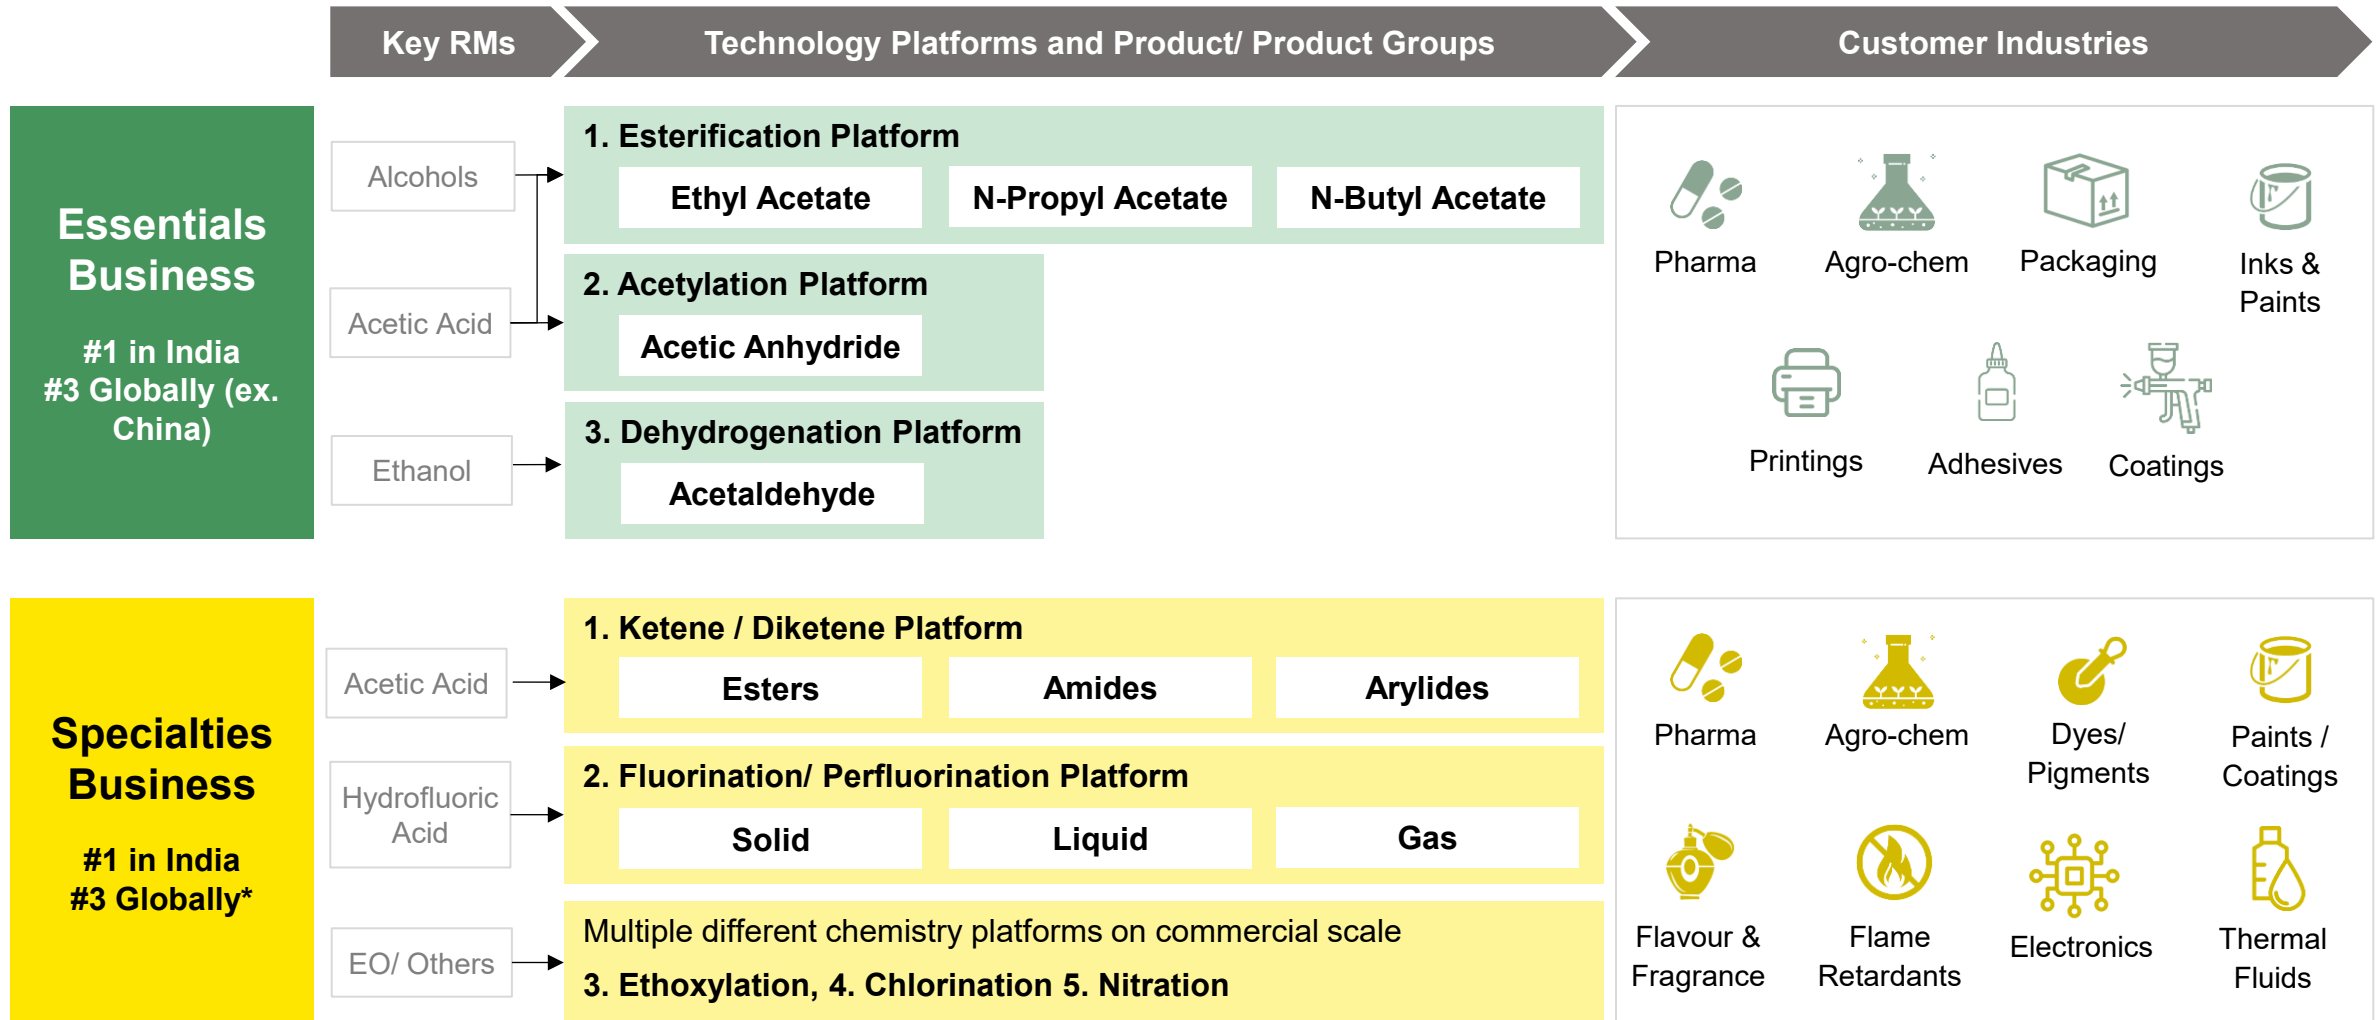 Key RMs
Technology Platforms and Product/ Product Groups
Customer Industries
Essentials
Business
#1 in India
#3 Globally (ex.
China)
Alcohols
Acetic Acid
Ethanol
1. Esterification Platform
Ethyl Acetate
N-Propyl Acetate
N-Butyl Acetate
2. Acetylation Platform
Acetic Anhydride
3. Dehydrogenation Platform
Acetaldehyde
Pharma
Agro-chem
Packaging
Inks &
Paints
Printings
Adhesives
Coatings
Specialties
Business
#1 in India
#3 Globally*
Acetic Acid
Hydrofluoric
Acid
EO/ Others
1. Ketene / Diketene Platform
Esters
Amides
Arylides
2. Fluorination/ Perfluorination Platform
Solid
Liquid
Gas
Multiple different chemistry platforms on commercial scale
3. Ethoxylation, 4. Chlorination 5. Nitration
Pharma
Agro-chem
Dyes/
Pigments
Paints /
Coatings
Flavour &
Fragrance
Flame
Retardants
Electronics
Thermal
Fluids